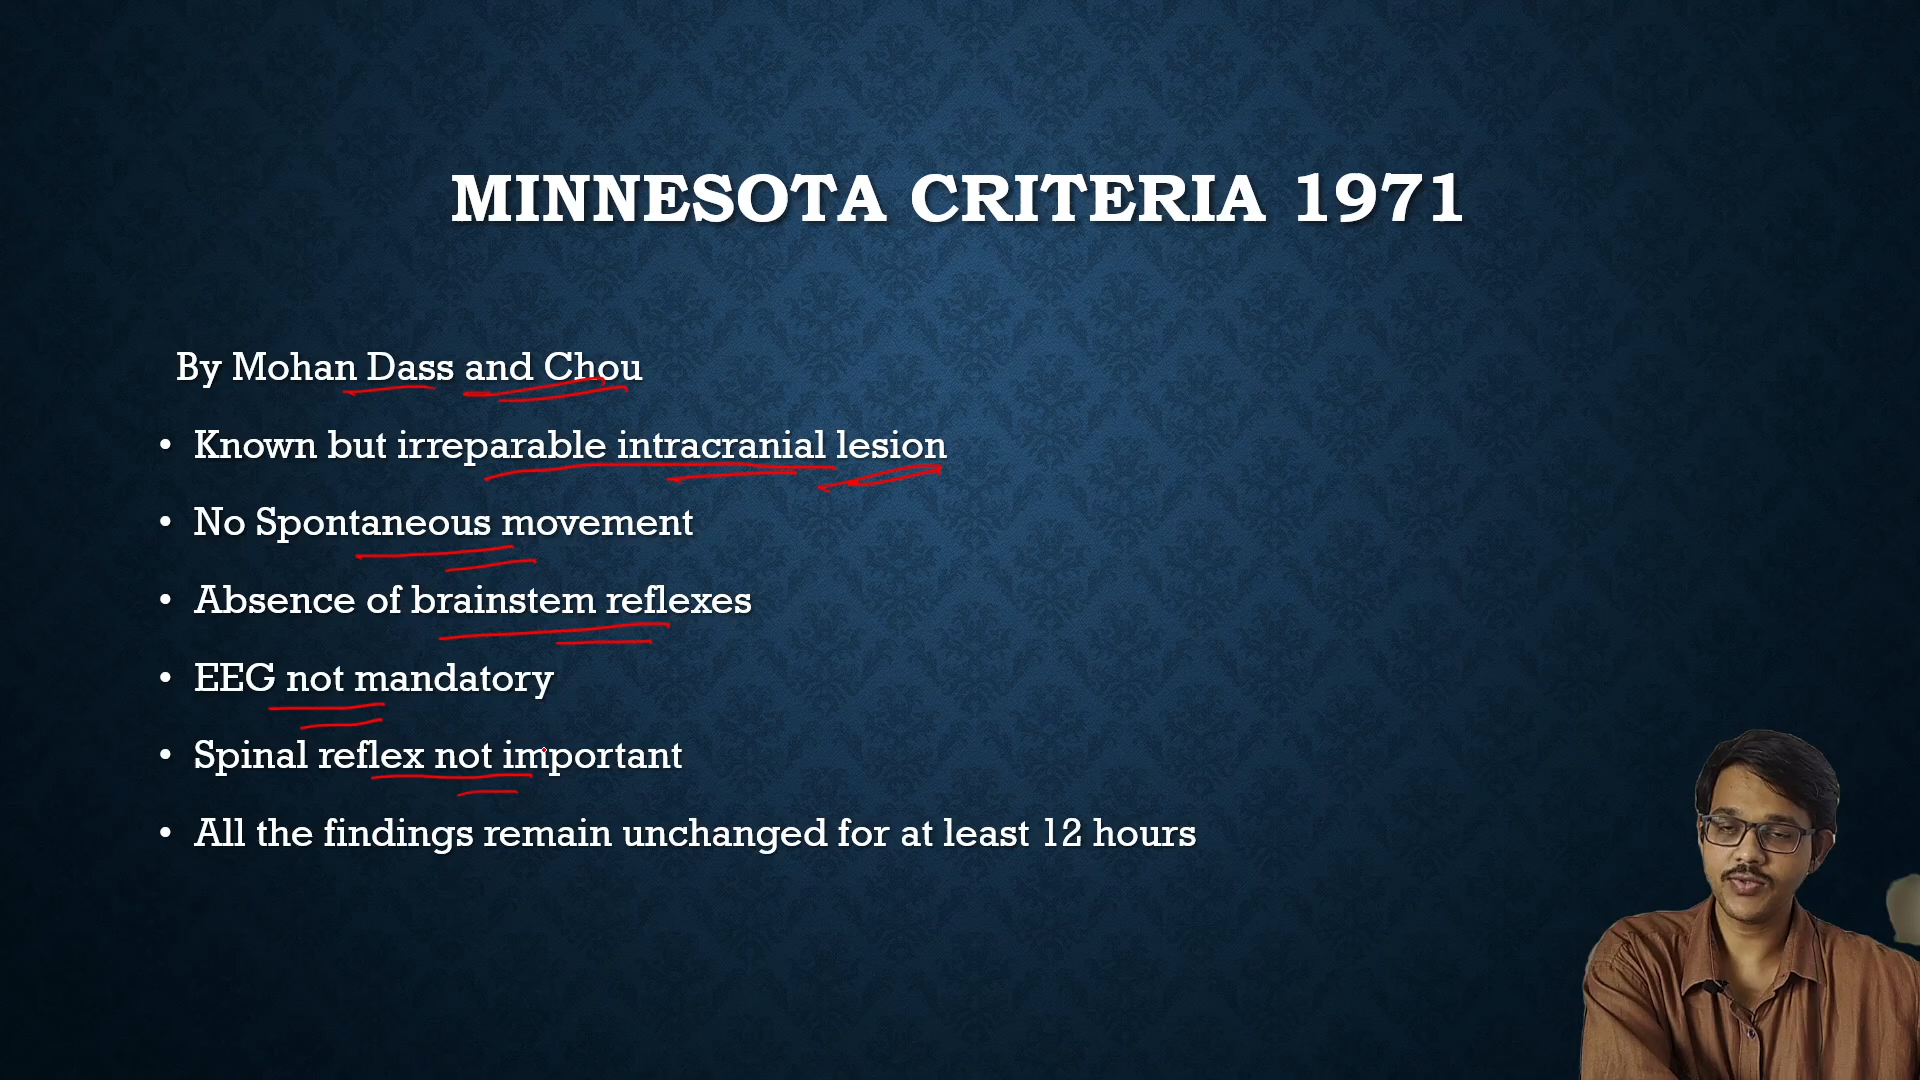 MINNESOTA CRITERIA 1971
By Mohan Dass and Chou
• Known but irreparable intracranial lesion
• No Spontaneous movement
• Absence of brainstem reflexes
• EEG not mandatory
• Spinal reflex not important
• All the findings remain unchanged for at least 12 hours